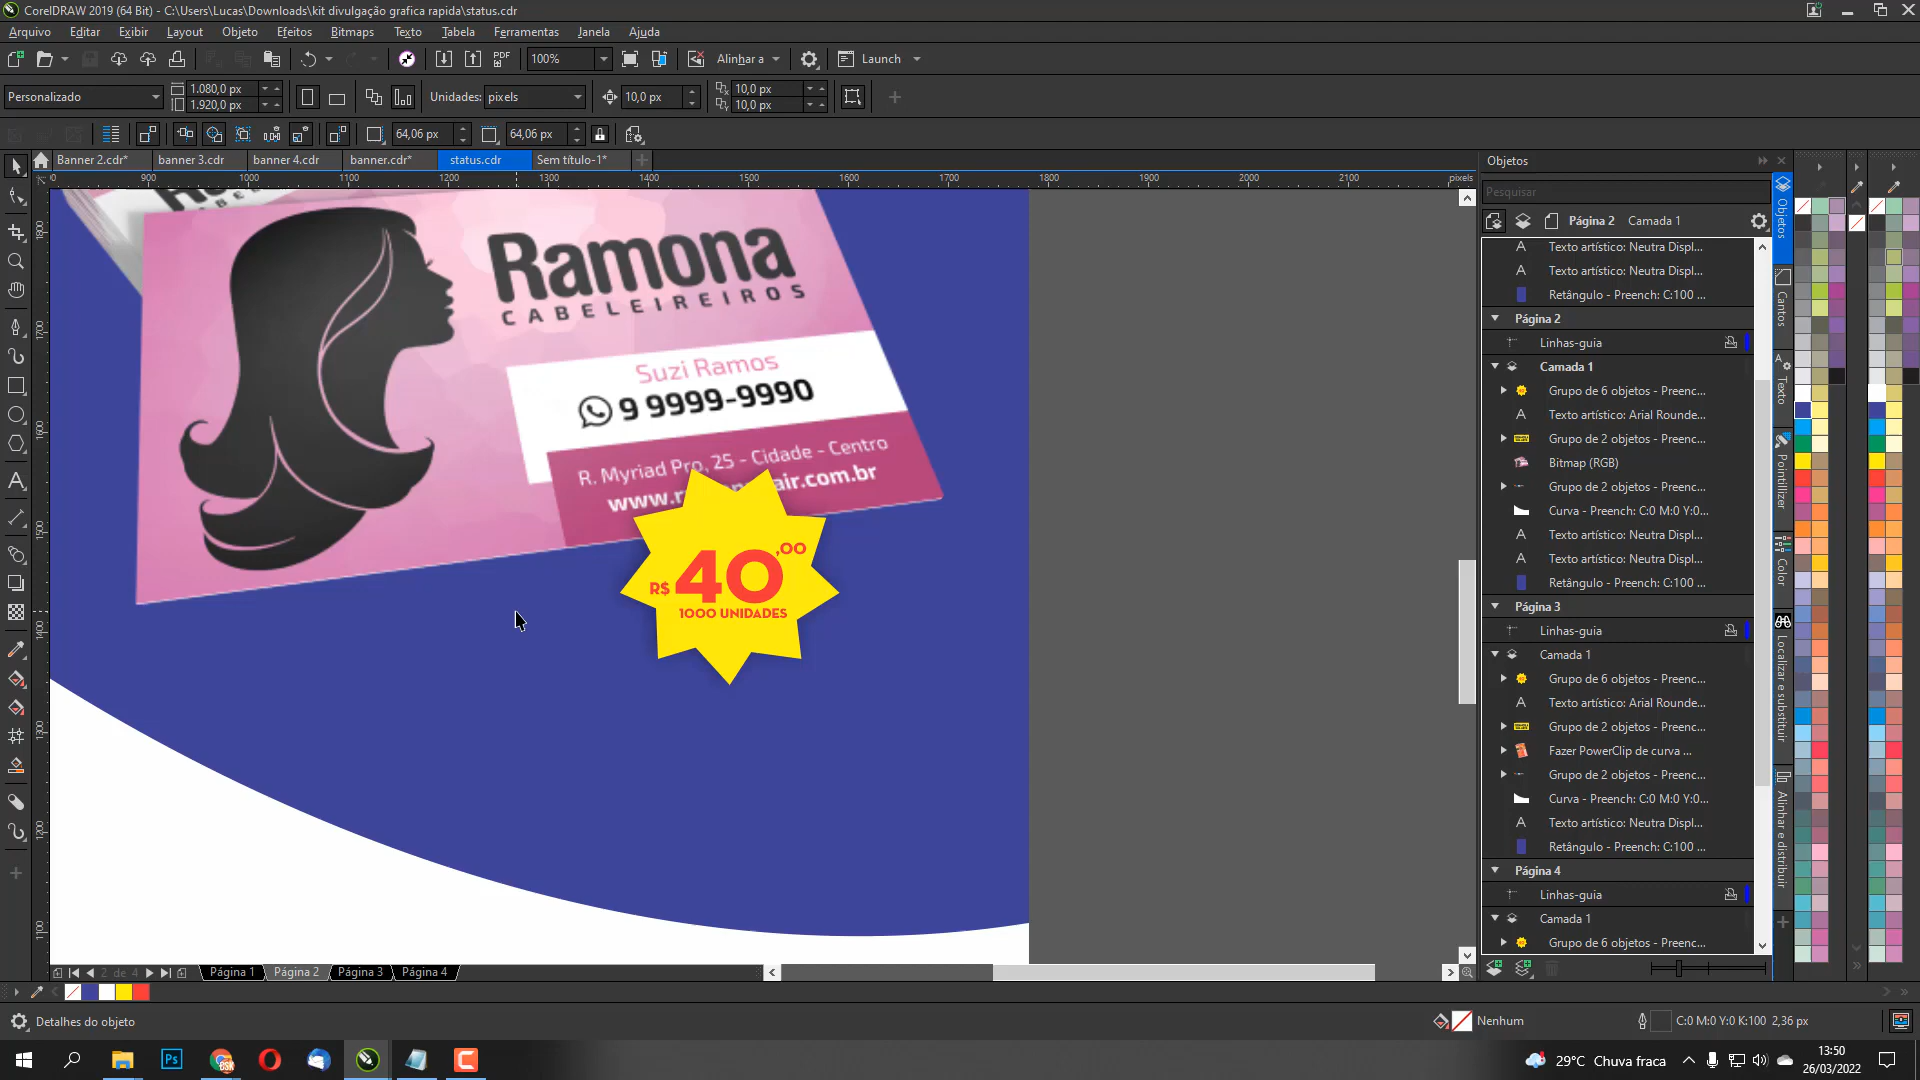 CorelDRAW 2019 (64 Bit) - C:\Users\Lucas\Downloads\kit divulgação grafica rapida\status.cdr
Arquivo Editar Exibir Layout Objeto Efeitos Bitmaps Texto Tabela Ferramentas Janela Ajuda
PDF 100% Alinhar a Launch
Personalizado 1.080,0 px 1.920,0 px Unidades: pixels 10,0 px 10,0 px 10,0 px
64,06 px 64,06 px
Banner 2.cdr* banner 3.cdr banner 4.cdr banner.cdr* status.cdr Sem título-1*
900 1000 1100 1200 1300 1400 1500 1600 1700 1800 1900 2000 2100 pixels
1800
1700
1600
1500
1400
1300
1200
1100
Ramona
CABELEIREIROS
Suzi Ramos
9 9999-9990
R. Myriad Pro, 25 - Cidade - Centro
air.com.br
R$ 40,00
1000 UNIDADES
Objetos
Pesquisar
Página 2 Camada 1
Texto artístico: Neutra Displ...
Texto artístico: Neutra Displ...
Retângulo - Preench: C:100 ...
Página 2
Linhas-guia
Camada 1
Grupo de 6 objetos - Preenc...
Texto artístico: Arial Rounde...
Grupo de 2 objetos - Preenc...
Bitmap (RGB)
Grupo de 2 objetos - Preenc...
Curva - Preench: C:0 M:0 Y:0...
Texto artístico: Neutra Displ...
Texto artístico: Neutra Displ...
Retângulo - Preench: C:100 ...
Página 3
Linhas-guia
Camada 1
Grupo de 6 objetos - Preenc...
Texto artístico: Arial Rounde...
Grupo de 2 objetos - Preenc...
Fazer PowerClip de curva ...
Grupo de 2 objetos - Preenc...
Curva - Preench: C:0 M:0 Y:0...
Texto artístico: Neutra Displ...
Retângulo - Preench: C:100 ...
Página 4
Linhas-guia
Camada 1
Grupo de 6 objetos - Preenc...
Objetos
Cantos
Texto
Pointillizer
Color
Localizar e substituir
Alinhar e distribuir
2 de 4 Página 1 Página 2 Página 3 Página 4
Detalhes do objeto Nenhum C:0 M:0 Y:0 K:100 2,36 px
Ps 29°C Chuva fraca 13:50
26/03/2022